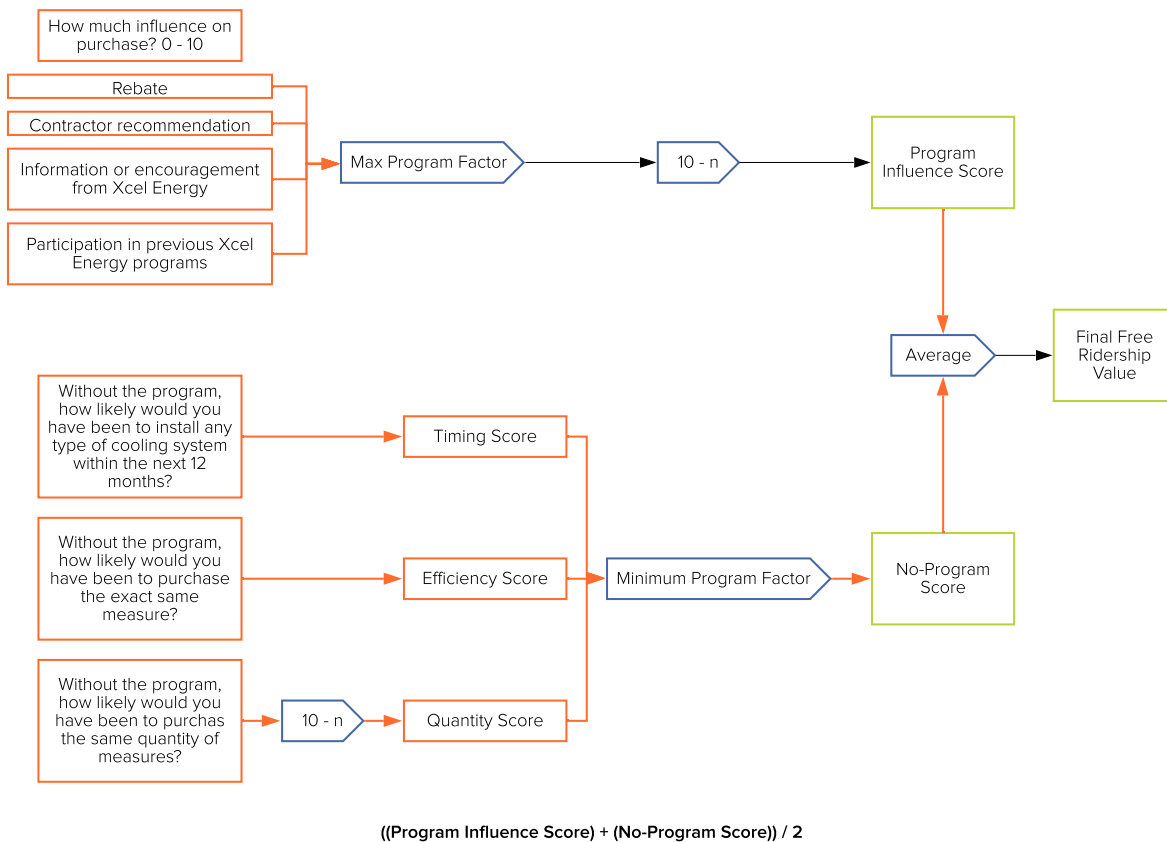 How much influence on
purchase? 0 - 10
Rebate
Contractor recommendation
Information or encouragement
from Xcel Energy
Participation in previous Xcel
Energy programs
Max Program Factor
10 - n
Program
Influence Score
Average
Final Free
Ridership
Value
Without the program,
how likely would you
have been to install any
type of cooling system
within the next 12
months?
Timing Score
Without the program,
how likely would you
have been to purchase
the exact same
measure?
Efficiency Score
Minimum Program Factor
No-Program
Score
Without the program,
how likely would you
have been to purchas
the same quantity of
measures?
10 - n
Quantity Score
((Program Influence Score) + (No-Program Score)) / 2